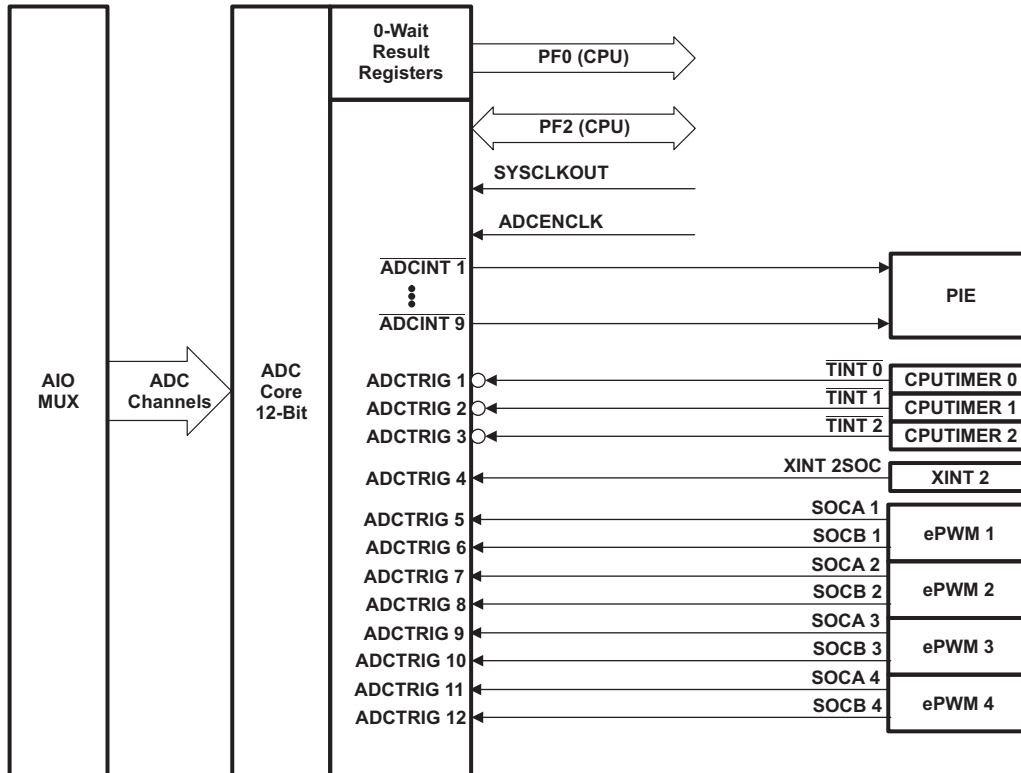 0-Wait
Result
Registers
PF0 (CPU)
PF2 (CPU)
SYSCLKOUT
ADCENCLK
ADCINT 1
ADCINT 9
PIE
AIO
MUX
ADC
Channels
ADC
Core
12-Bit
ADCTRIG 1
TINT 0
CPUTIMER 0
ADCTRIG 2
TINT 1
CPUTIMER 1
ADCTRIG 3
TINT 2
CPUTIMER 2
ADCTRIG 4
XINT 2SOC
XINT 2
ADCTRIG 5
SOCA 1
ADCTRIG 6
SOCB 1
ePWM 1
ADCTRIG 7
SOCA 2
ADCTRIG 8
SOCB 2
ePWM 2
ADCTRIG 9
SOCA 3
ADCTRIG 10
SOCB 3
ePWM 3
ADCTRIG 11
SOCA 4
ADCTRIG 12
SOCB 4
ePWM 4